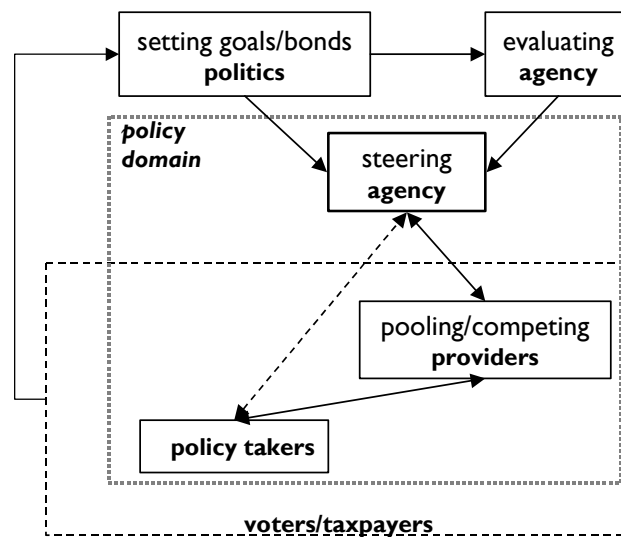 setting goals/bonds
politics
evaluating
agency
policy
domain
steering
agency
pooling/competing
providers
policy takers
voters/taxpayers